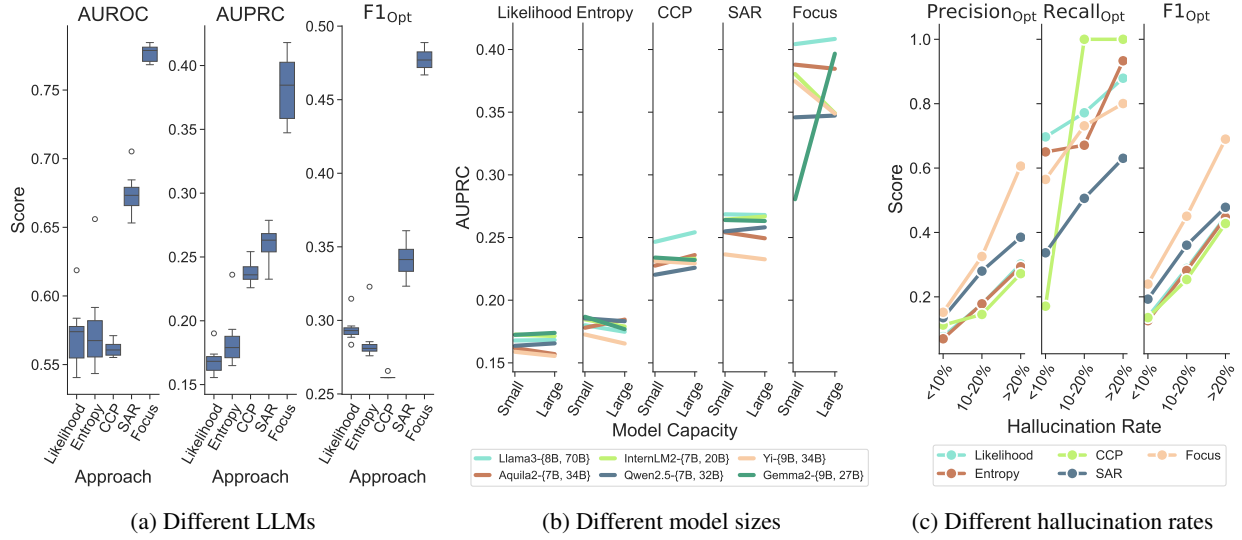 AUROC
AUPRC
F1Opt
Score
0.75
0.70
0.65
0.60
0.55
0.40
0.35
0.30
0.25
0.20
0.15
0.50
0.45
0.40
0.35
0.30
0.25
Likelihood
Entropy
CCP
SAR
Focus
Likelihood
Entropy
CCP
SAR
Focus
Likelihood
Entropy
CCP
SAR
Focus
Approach
Approach
Approach
(a) Different LLMs
Likelihood Entropy CCP SAR Focus
AUPRC
0.40
0.35
0.30
0.25
0.20
0.15
Small
Large
Small
Large
Small
Large
Small
Large
Small
Large
Model Capacity
Llama3-{8B, 70B} InternLM2-{7B, 20B} Yi-{9B, 34B}
Aquila2-{7B, 34B} Qwen2.5-{7B, 32B} Gemma2-{9B, 27B}
(b) Different model sizes
PrecisionOpt RecallOpt F1Opt
Score
1.0
0.8
0.6
0.4
0.2
<10%
10-20%
>20%
<10%
10-20%
>20%
<10%
10-20%
>20%
Hallucination Rate
Likelihood CCP Focus
Entropy SAR
(c) Different hallucination rates